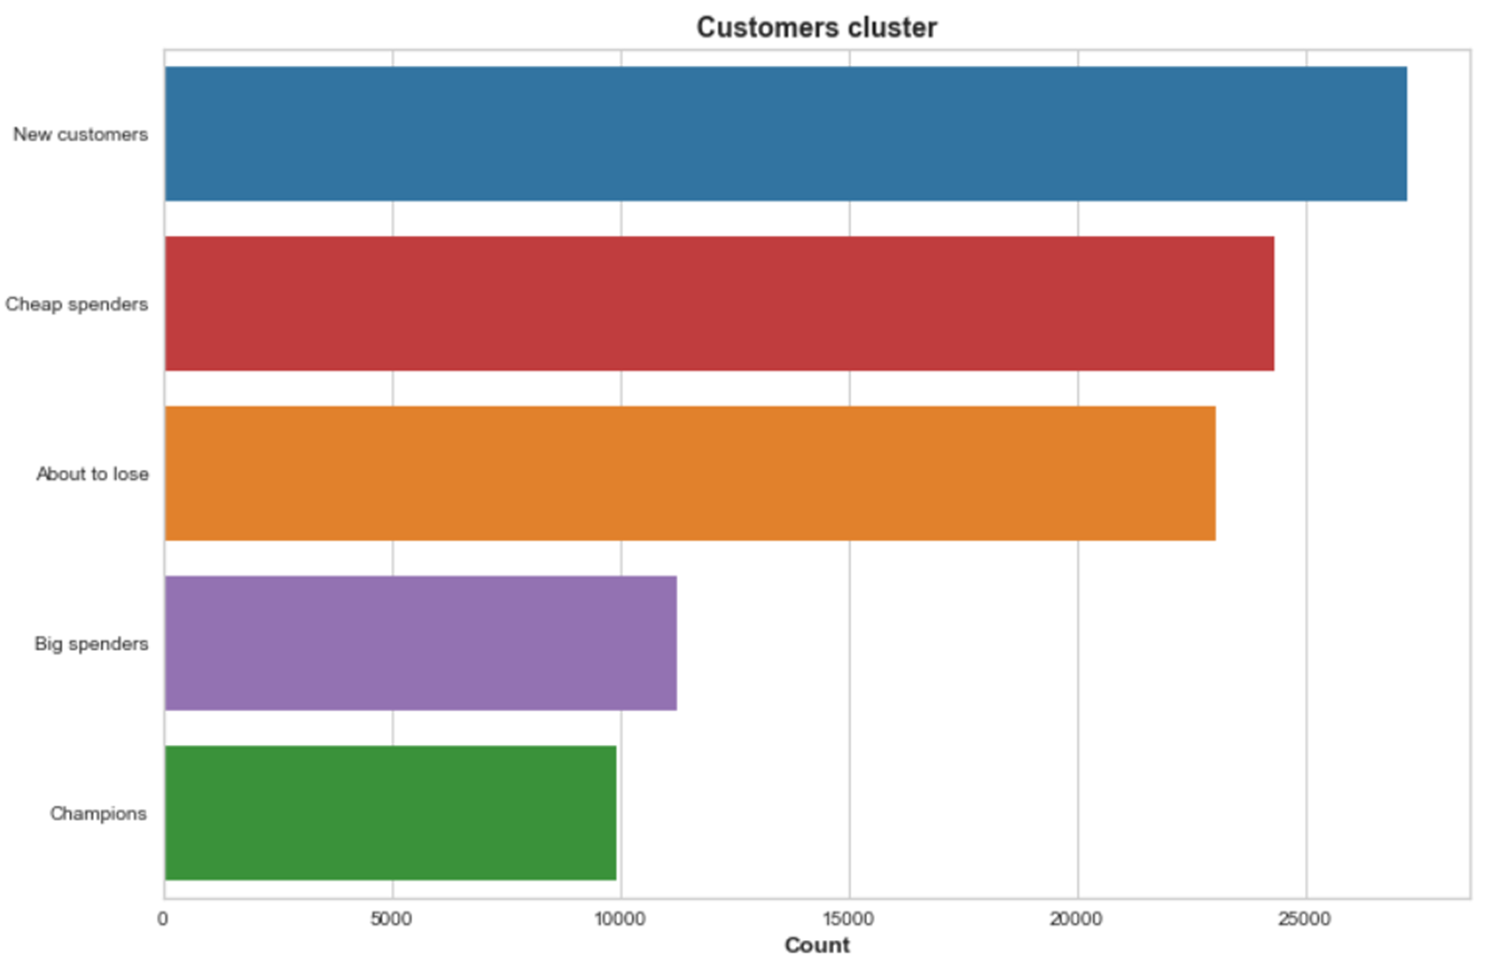 Customers cluster
New customers
Cheap spenders
About to lose
Big spenders
Champions
0 5000 10000 15000 20000 25000
Count